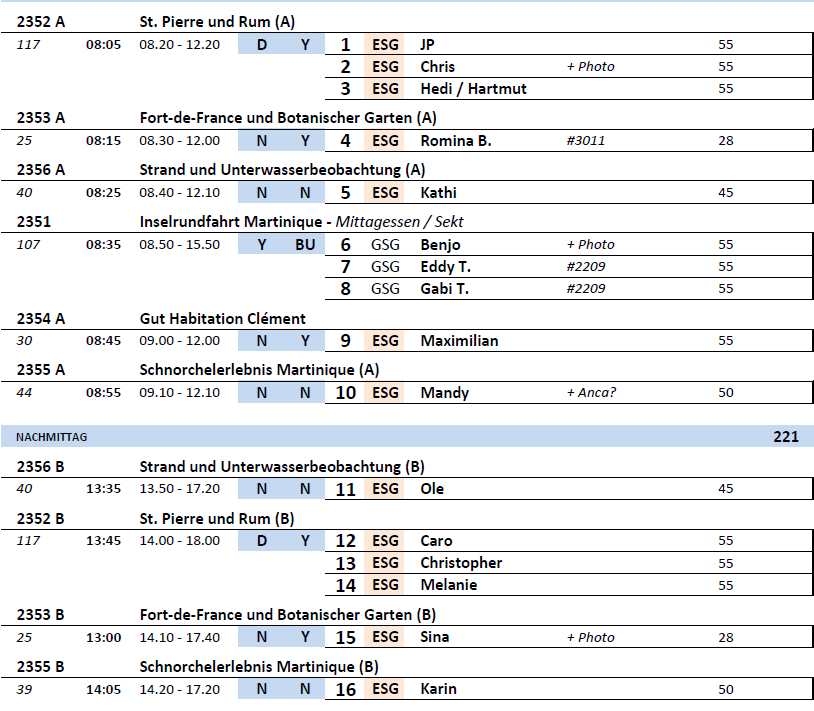 2352 A St. Pierre und Rum (A)
117 08:05 08.20 - 12.20 D Y 1 ESG JP 55
2 ESG Chris + Photo 55
3 ESG Hedi / Hartmut 55
2353 A Fort-de-France und Botanischer Garten (A)
25 08:15 08.30 - 12.00 N Y 4 ESG Romina B. #3011 28
2356 A Strand und Unterwasserbeobachtung (A)
40 08:25 08.40 - 12.10 N N 5 ESG Kathi 45
2351 Inselrundfahrt Martinique - Mittagessen / Sekt
107 08:35 08.50 - 15.50 Y BU 6 GSG Benjo + Photo 55
7 GSG Eddy T. #2209 55
8 GSG Gabi T. #2209 55
2354 A Gut Habitation Clément
30 08:45 09.00 - 12.00 N Y 9 ESG Maximilian 55
2355 A Schnorchelerlebnis Martinique (A)
44 08:55 09.10 - 12.10 N N 10 ESG Mandy + Anca? 50
NACHMITTAG 221
2356 B Strand und Unterwasserbeobachtung (B)
40 13:35 13.50 - 17.20 N N 11 ESG Ole 45
2352 B St. Pierre und Rum (B)
117 13:45 14.00 - 18.00 D Y 12 ESG Caro 55
13 ESG Christopher 55
14 ESG Melanie 55
2353 B Fort-de-France und Botanischer Garten (B)
25 13:00 14.10 - 17.40 N Y 15 ESG Sina + Photo 28
2355 B Schnorchelerlebnis Martinique (B)
39 14:05 14.20 - 17.20 N N 16 ESG Karin 50